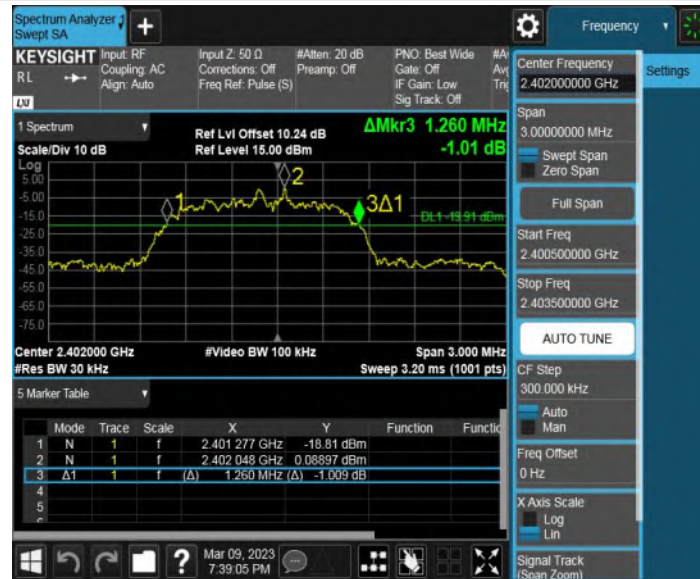 Spectrum Analyzer 1
Swept SA
+
Frequency
KEYSIGHT
RL
LXI
Input: RF
Coupling: AC
Align: Auto
Input Z: 50 Ω
Corrections: Off
Freq Ref: Pulse (S)
#Atten: 20 dB
Preamp: Off
PNO: Best Wide
Gate: Off
IF Gain: Low
Sig Track: Off
1 Spectrum
Scale/Div 10 dB
Ref Lvl Offset 10.24 dB
Ref Level 15.00 dBm
ΔMkr3 1.260 MHz
-1.01 dB
Log
5.00
-5.00
-15.0
-25.0
-35.0
-45.0
-55.0
-65.0
-75.0
1
2
3Δ1
DL1 -19.91 dBm
Center 2.402000 GHz
#Video BW 100 kHz
Span 3.000 MHz
#Res BW 30 kHz
Sweep 3.20 ms (1001 pts)
5 Marker Table
Mode Trace Scale X Y Function
1 N 1 f 2.401 277 GHz -18.81 dBm
2 N 1 f 2.402 048 GHz 0.08897 dBm
3 Δ1 1 f (Δ) 1.260 MHz (Δ) -1.009 dB
4
5
Mar 09, 2023
7:39:05 PM
?
Center Frequency
2.402000000 GHz
Settings
Span
3.00000000 MHz
Swept Span
Zero Span
Full Span
Start Freq
2.400500000 GHz
Stop Freq
2.403500000 GHz
AUTO TUNE
CF Step
300.000 kHz
Auto
Man
Freq Offset
0 Hz
X Axis Scale
Log
Lin
Signal Track
(Span Zoom)